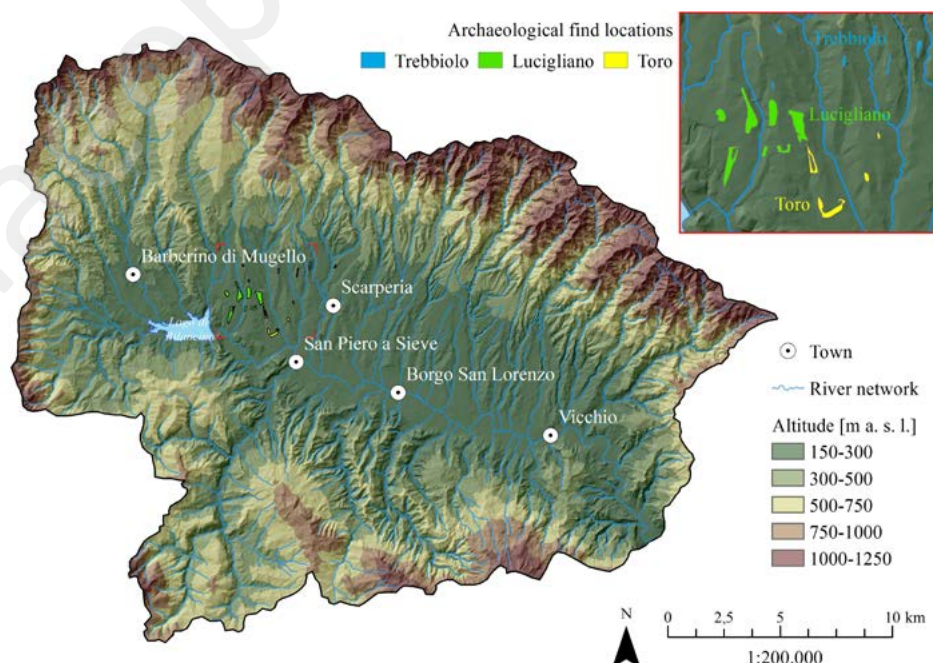 Archaeological find locations
Trebbiolo Lucigliano Toro
Trebbiolo
Lucigliano
Toro
Barberino di Mugello
Scarperia
San Piero a Sieve
Borgo San Lorenzo
Vicchio
Town
River network
Altitude [m a. s. l.]
150-300
300-500
500-750
750-1000
1000-1250
N
0 2,5 5 10 km
1:200.000